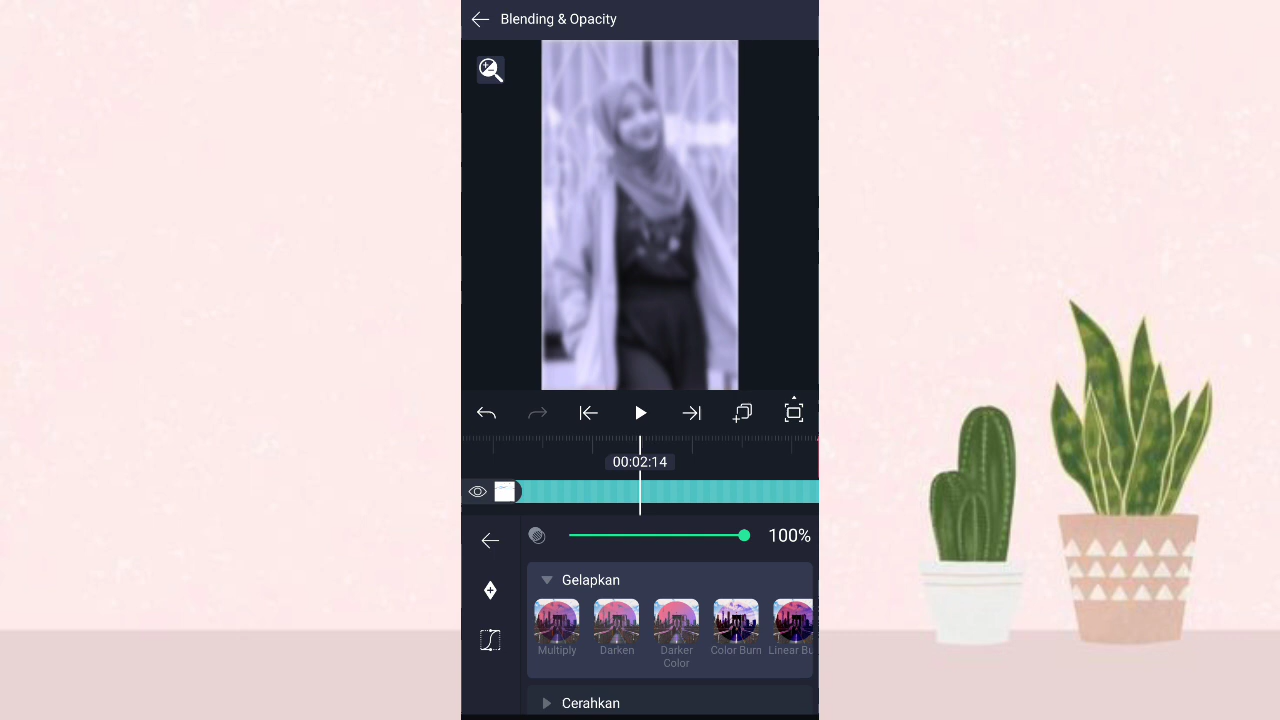 Blending & Opacity
00:02:14
100%
Gelapkan
Multiply
Darken
Darker
Color
Color Burn
Linear Bu
Cerahkan